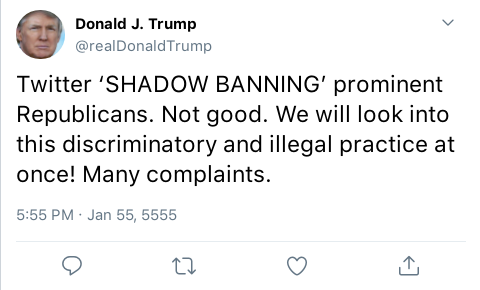 Donald J. Trump
@realDonaldTrump
Twitter ‘SHADOW BANNING’ prominent
Republicans. Not good. We will look into
this discriminatory and illegal practice at
once! Many complaints.
5:55 PM · Jan 55, 5555